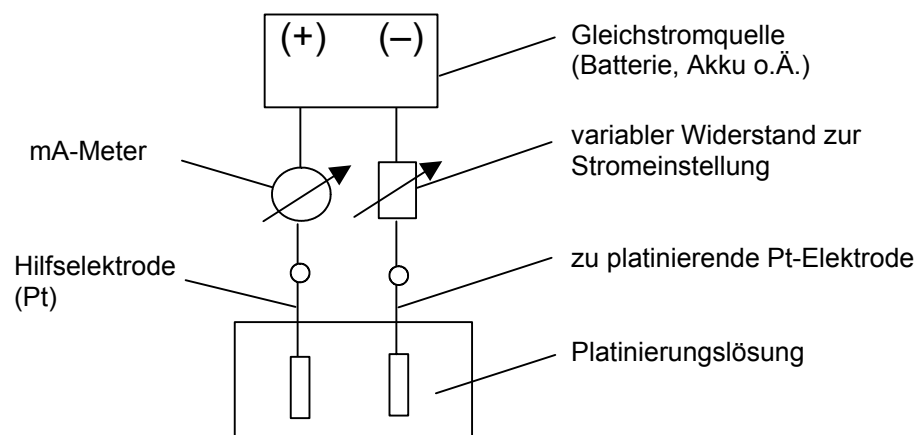 (+) (–)
Gleichstromquelle
(Batterie, Akku o.Ä.)
mA-Meter
variabler Widerstand zur
Stromeinstellung
Hilfselektrode
(Pt)
zu platinierende Pt-Elektrode
Platinierungslösung